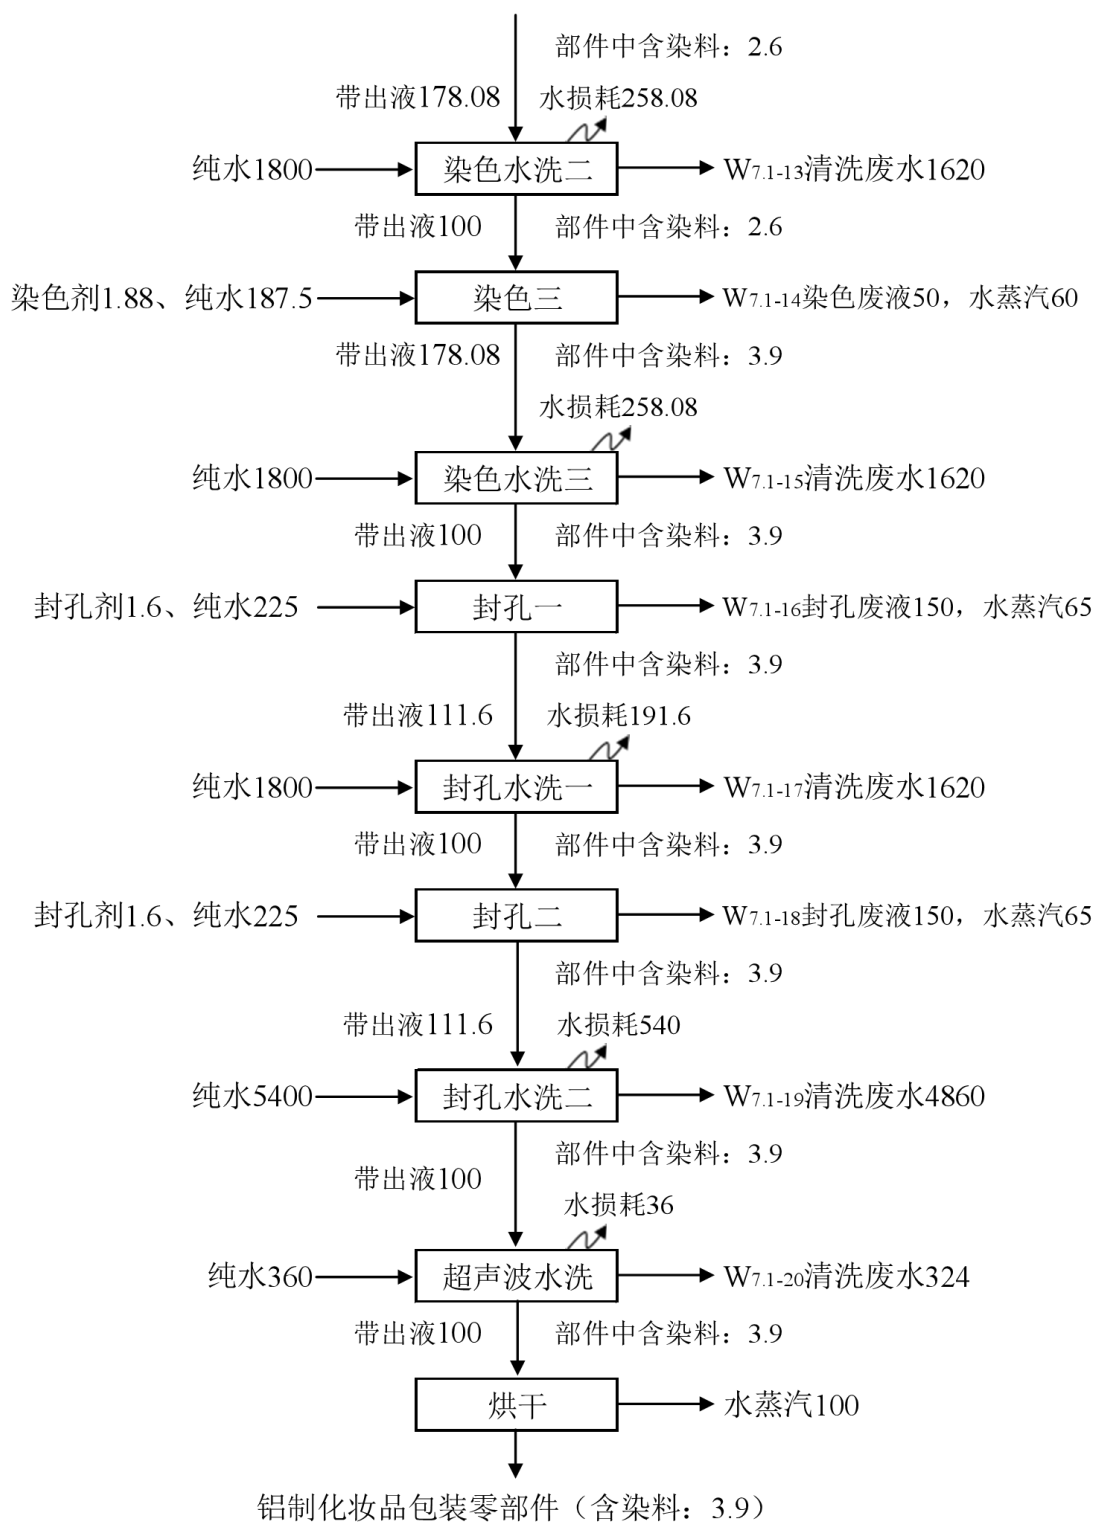 部件中含染料：2.6
带出液178.08
水损耗258.08
纯水1800
染色水洗二
W7.1-13清洗废水1620
带出液100
部件中含染料：2.6
染色剂1.88、纯水187.5
染色三
W7.1-14染色废液50，水蒸汽60
带出液178.08
部件中含染料：3.9
水损耗258.08
纯水1800
染色水洗三
W7.1-15清洗废水1620
带出液100
部件中含染料：3.9
封孔剂1.6、纯水225
封孔一
W7.1-16封孔废液150，水蒸汽65
部件中含染料：3.9
带出液111.6
水损耗191.6
纯水1800
封孔水洗一
W7.1-17清洗废水1620
带出液100
部件中含染料：3.9
封孔剂1.6、纯水225
封孔二
W7.1-18封孔废液150，水蒸汽65
部件中含染料：3.9
带出液111.6
水损耗540
纯水5400
封孔水洗二
W7.1-19清洗废水4860
部件中含染料：3.9
带出液100
水损耗36
纯水360
超声波水洗
W7.1-20清洗废水324
带出液100
部件中含染料：3.9
烘干
水蒸汽100
铝制化妆品包装零部件（含染料：3.9）